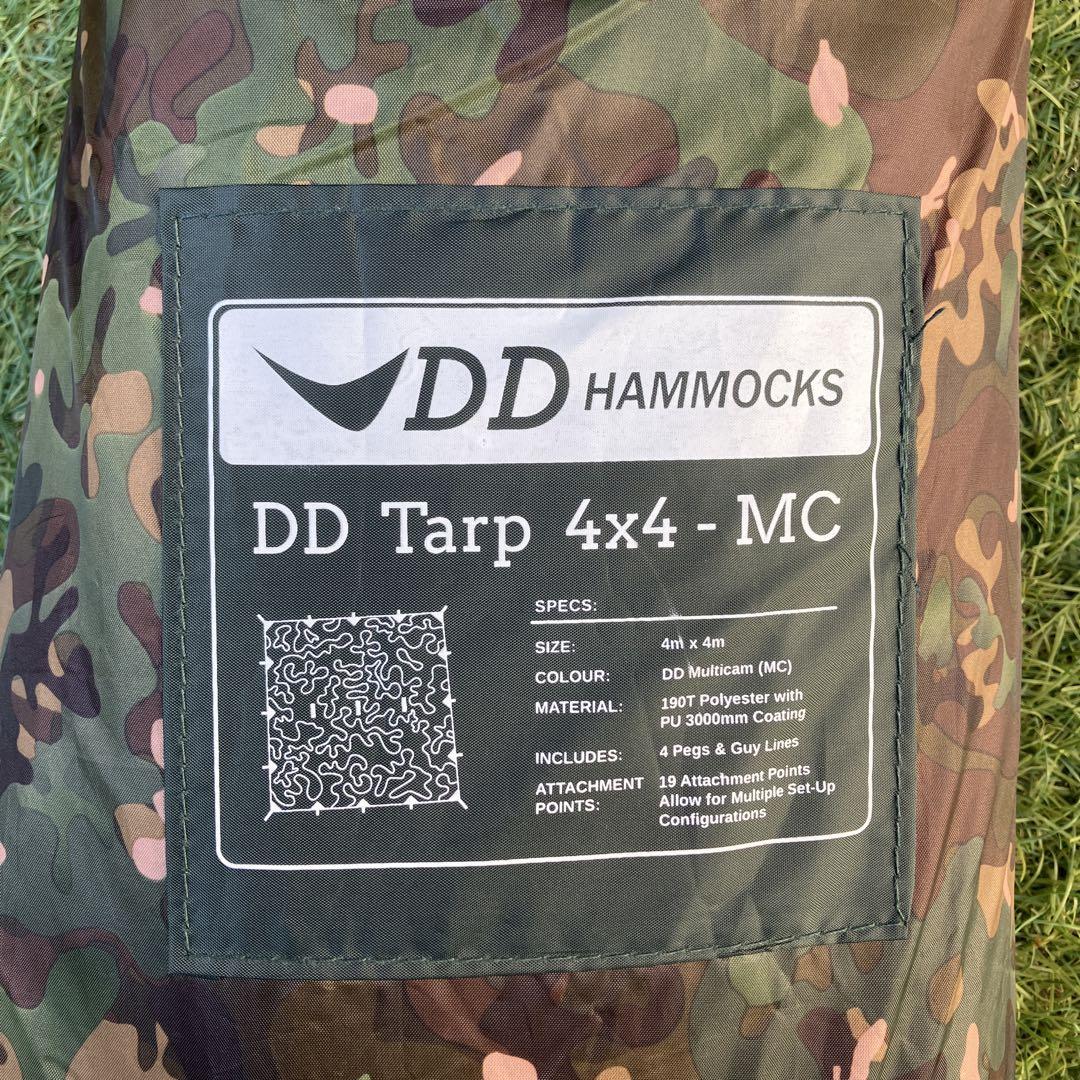 DD HAMMOCKS
DD Tarp 4x4 - MC
SPECS:
SIZE: 4m x 4m
COLOUR: DD Multicam (MC)
MATERIAL: 190T Polyester with
PU 3000mm Coating
INCLUDES: 4 Pegs & Guy Lines
ATTACHMENT POINTS: 19 Attachment Points
Allow for Multiple Set-Up
Configurations